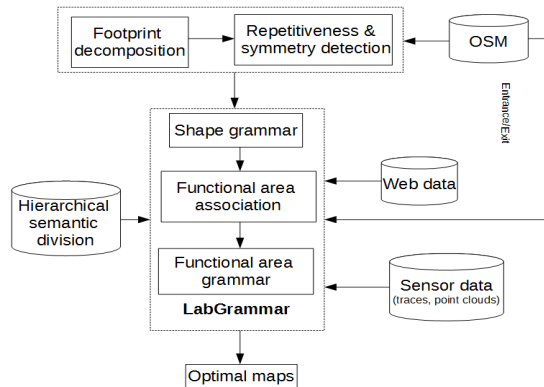 Footprint
decomposition
Repetitiveness &
symmetry detection
OSM
Entrance/Exit
Shape grammar
Functional area
association
Web data
Hierarchical
semantic
division
Functional area
grammar
Sensor data
(traces, point clouds)
LabGrammar
Optimal maps